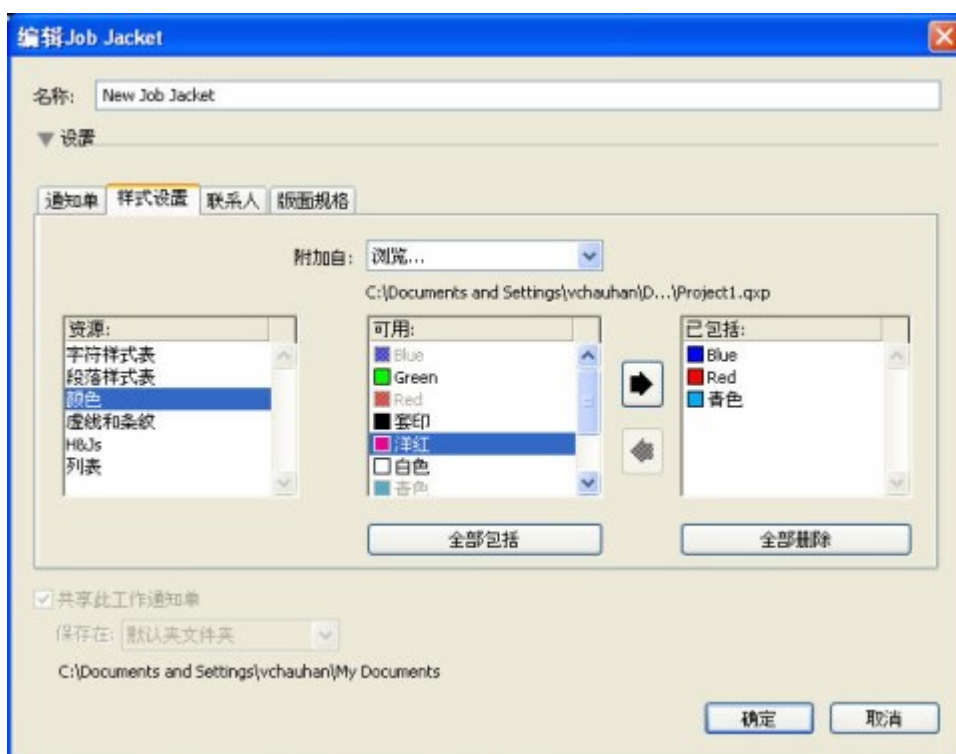 编辑Job Jacket
名称: New Job Jacket
设置
通知单 样式设置 联系人 版面规格
附加自: 浏览...
C:\Documents and Settings\vchauhan\D...\Project1.qxp
资源:
字符样式表
段落样式表
颜色
虚线和条纹
H&Js
列表
可用:
Blue
Green
Red
套印
洋红
白色
青色
已包括:
Blue
Red
青色
全部包括
全部删除
共享此工作通知单
保存在: 默认夹文件夹
C:\Documents and Settings\vchauhan\My Documents
确定
取消